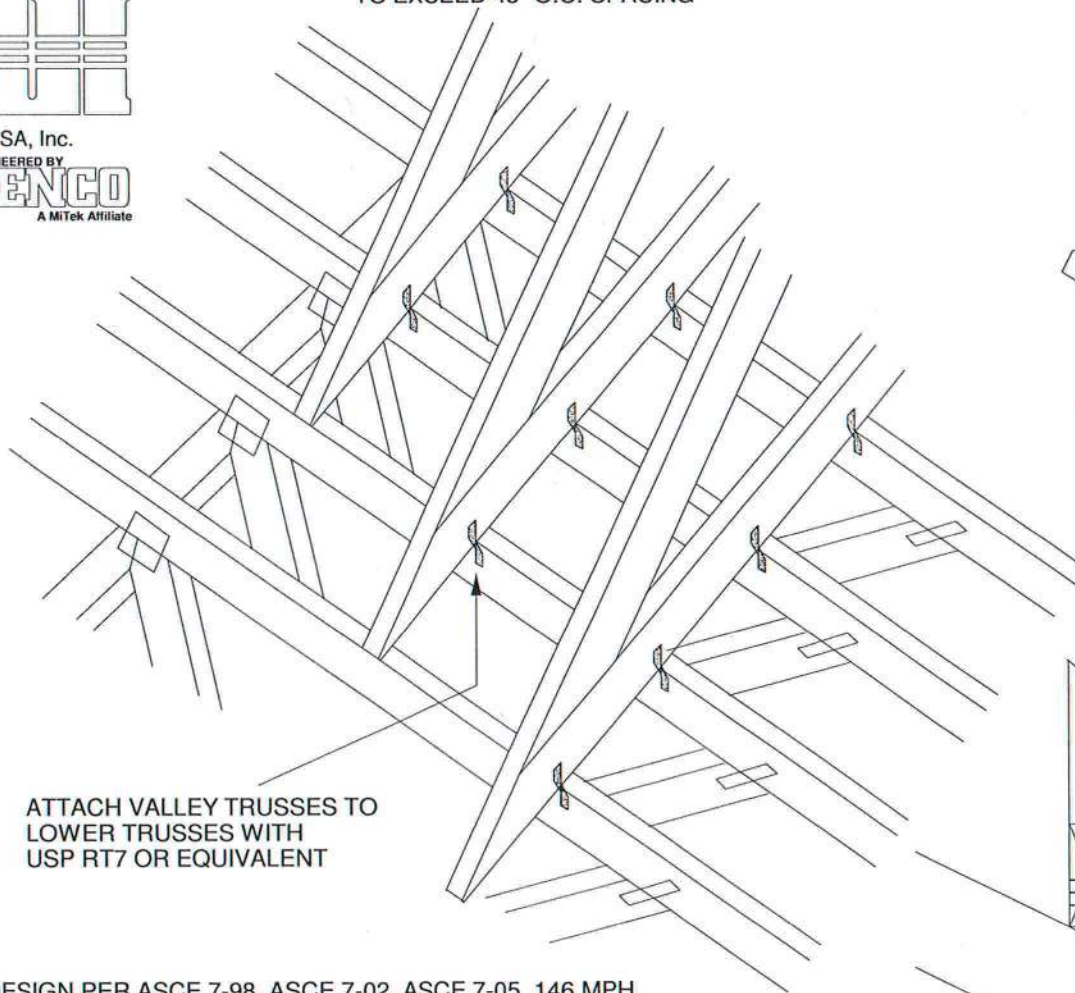 TO EXCEED 48" O.C. SPACING
SA, Inc.
EERED BY
ENCO
A MiTek Affiliate
ATTACH VALLEY TRUSSES TO
LOWER TRUSSES WITH
USP RT7 OR EQUIVALENT
DESIGN PER ASCE 7-98, ASCE 7-02, ASCE 7-05 146 MPH